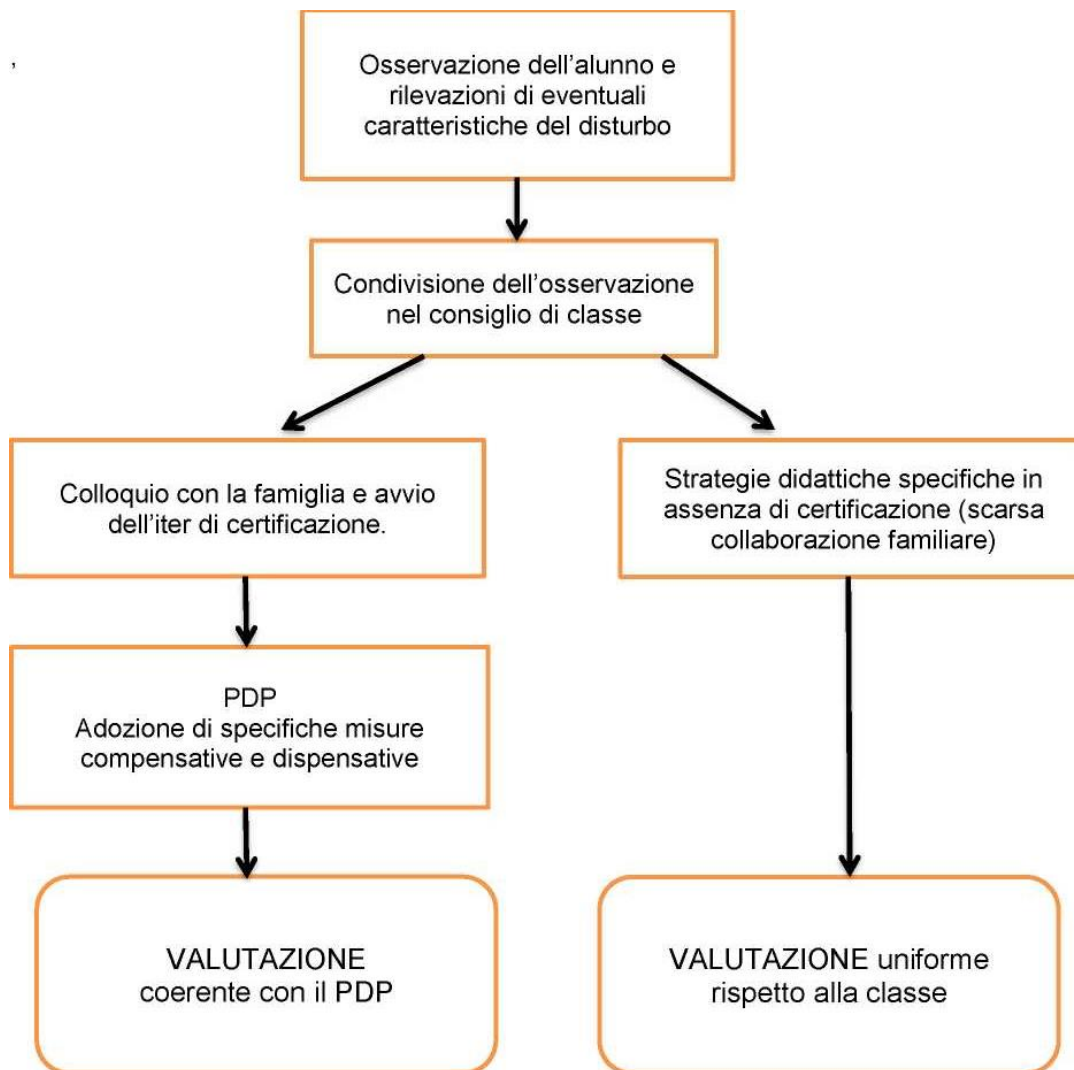 ,
Osservazione dell'alunno e
rilevazioni di eventuali
caratteristiche del disturbo
Condivisione dell'osservazione
nel consiglio di classe
Colloquio con la famiglia e avvio
dell'iter di certificazione.
Strategie didattiche specifiche in
assenza di certificazione (scarsa
collaborazione familiare)
PDP
Adozione di specifiche misure
compensative e dispensative
VALUTAZIONE
coerente con il PDP
VALUTAZIONE uniforme
rispetto alla classe